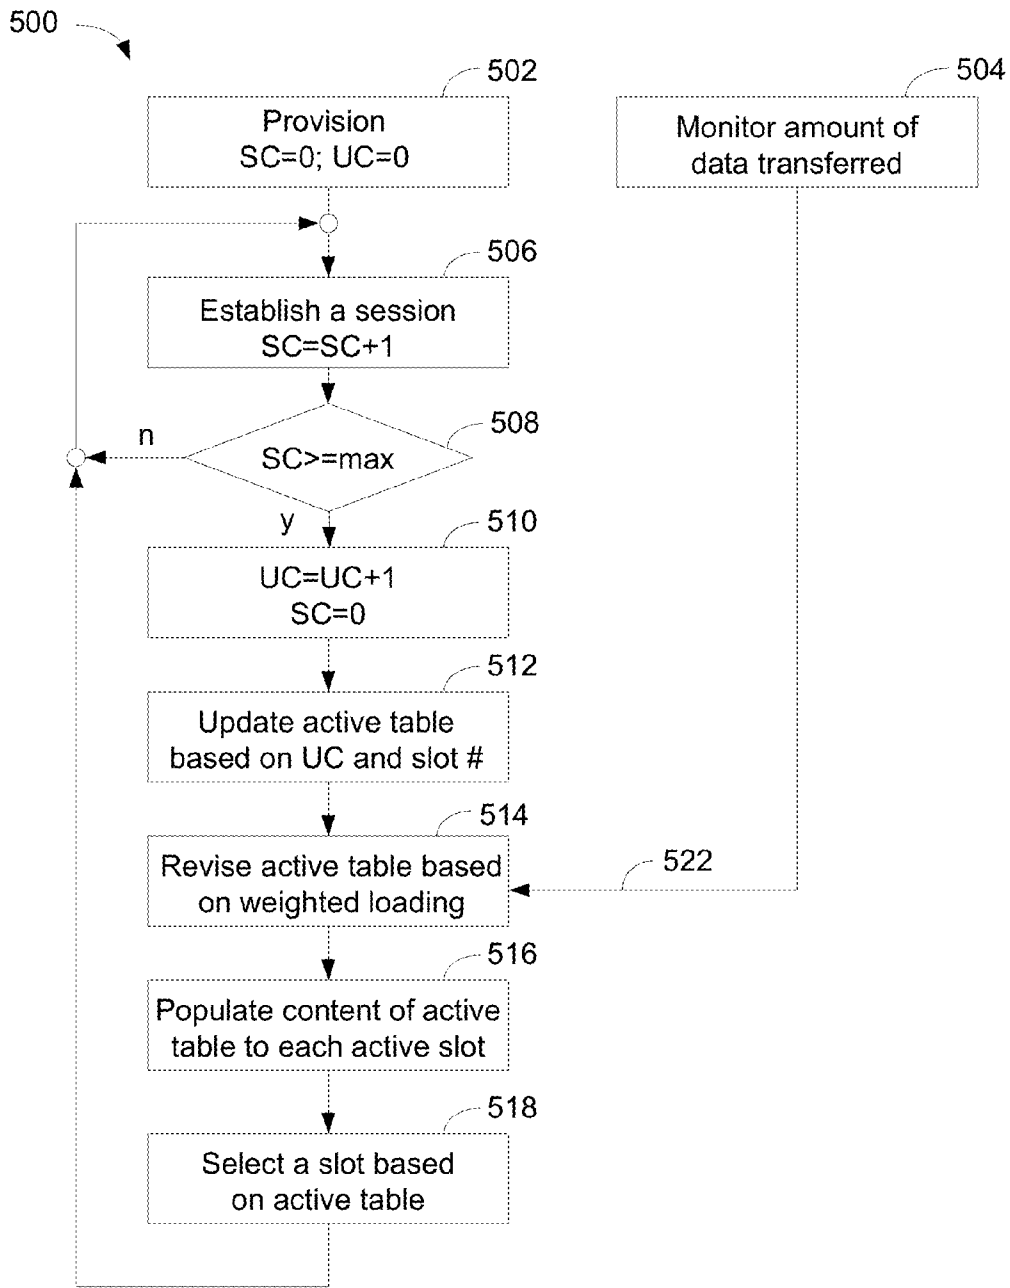 500
502
Provision
SC=0; UC=0
504
Monitor amount of
data transferred
506
Establish a session
SC=SC+1
508
SC>=max
n
y
510
UC=UC+1
SC=0
512
Update active table
based on UC and slot #
514
Revise active table based
on weighted loading
522
516
Populate content of active
table to each active slot
518
Select a slot based
on active table